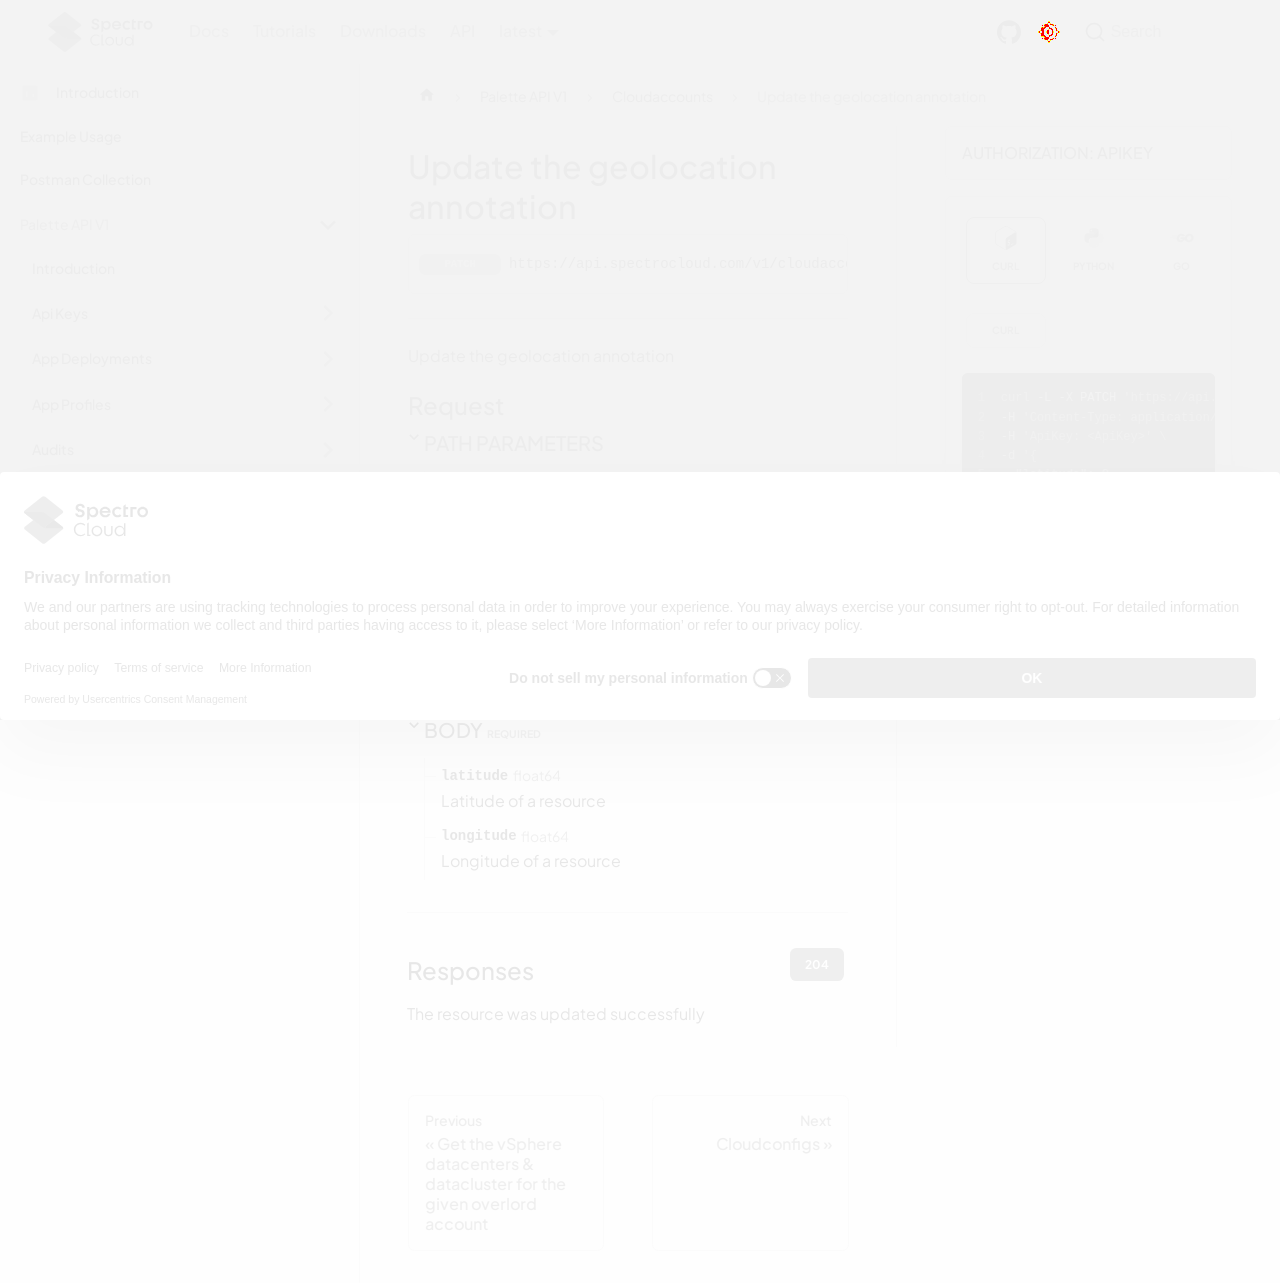 Spectro Cloud
Docs Tutorials Downloads API latest
Search
Introduction
Example Usage
Postman Collection
Palette API V1
Introduction
Api Keys
App Deployments
App Profiles
Audits
Palette API V1
Cloudaccounts
Update the geolocation annotation
Update the geolocation
annotation
https://api.spectrocloud.com/v1/cloudacco
Update the geolocation annotation
Request
PATH PARAMETERS
AUTHORIZATION: APIKEY
CURL PYTHON GO
CURL
Spectro
Cloud
Privacy Information
We and our partners are using tracking technologies to process personal data in order to improve your experience. You may always exercise your consumer right to opt-out. For detailed information
about personal information we collect and third parties having access to it, please select 'More Information' or refer to our privacy policy.
Privacy policy Terms of service More Information
Do not sell my personal information
OK
Powered by Usercentrics Consent Management
BODY REQUIRED
latitude float64
Latitude of a resource
longitude float64
Longitude of a resource
Responses
204
The resource was updated successfully
Previous
« Get the vSphere
datacenters &
datacluster for the
given overlord
account
Next
Cloudconfigs »